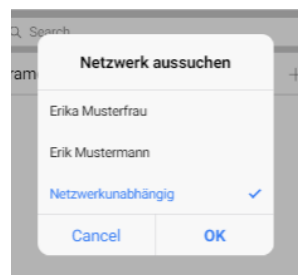 Search
Netzwerk aussuchen
Erika Musterfrau
Erik Mustermann
Netzwerkunabhängig
Cancel OK